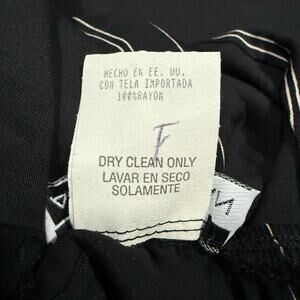 HECHO EN EE. UU.
CON TELA IMPORTADA
100%RAYON
F
DRY CLEAN ONLY
LAVAR EN SECO
SOLAMENTE